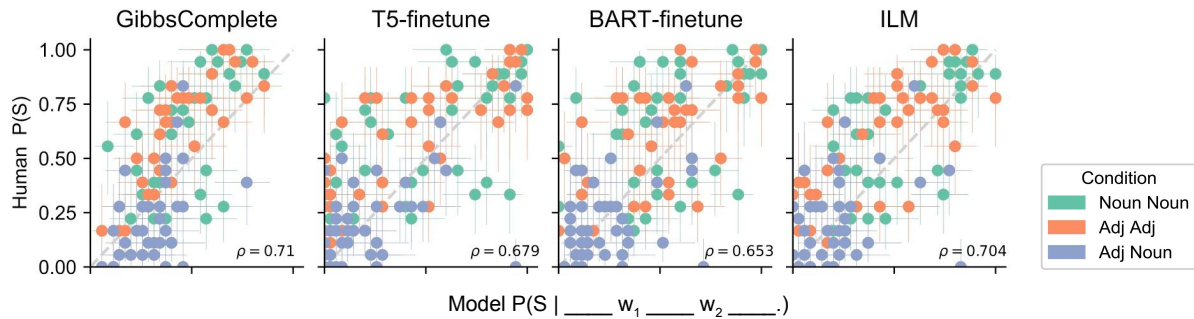 GibbsComplete T5-finetune BART-finetune ILM
1.00
0.75
0.50
0.25
0.00
Human P(S)
ρ = 0.71 ρ = 0.679 ρ = 0.653 ρ = 0.704
Model P(S | ____ w₁ ____ w₂ ____.)
Condition
Noun Noun
Adj Adj
Adj Noun